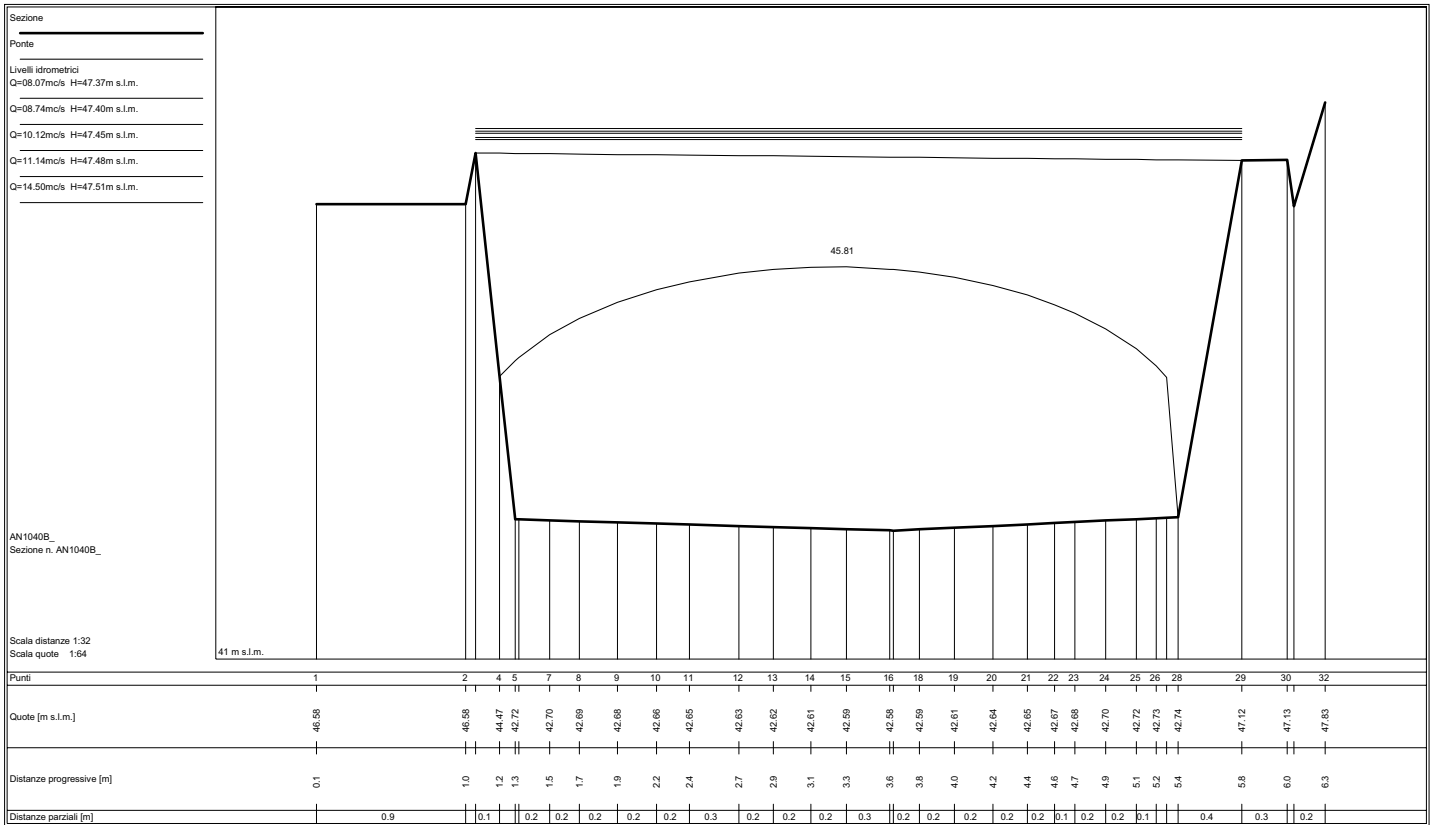 Sezione
Ponte
Livelli idrometrici
Q=08.07mc/s H=47.37m s.l.m.
Q=08.74mc/s H=47.40m s.l.m.
Q=10.12mc/s H=47.45m s.l.m.
Q=11.14mc/s H=47.48m s.l.m.
Q=14.50mc/s H=47.51m s.l.m.
45.81
AN1040B_
Sezione n. AN1040B_
Scala distanze 1:32
Scala quote 1:64
41 m s.l.m.
Punti 1 2 4 5 7 8 9 10 11 12 13 14 15 16 18 19 20 21 22 23 24 25 26 28 29 30 32
Quote [m s.l.m.] 46.58 46.58 44.47 42.72 42.70 42.69 42.68 42.66 42.65 42.63 42.62 42.61 42.59 42.58 42.59 42.61 42.64 42.65 42.67 42.68 42.70 42.72 42.73 42.74 47.12 47.13 47.83
Distanze progressive [m] 0.1 1.0 1.2 1.3 1.5 1.7 1.9 2.2 2.4 2.7 2.9 3.1 3.3 3.6 3.8 4.0 4.2 4.4 4.6 4.7 4.9 5.1 5.2 5.4 5.8 6.0 6.3
Distanze parziali [m] 0.9 0.1 0.2 0.2 0.2 0.2 0.2 0.3 0.2 0.2 0.2 0.3 0.2 0.2 0.2 0.2 0.2 0.1 0.2 0.2 0.1 0.4 0.3 0.2